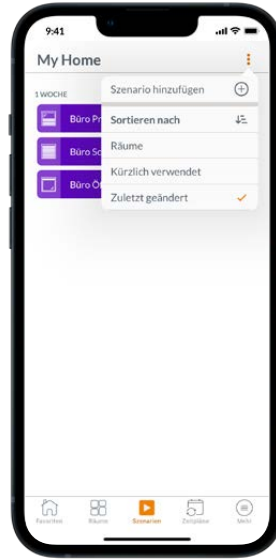 9:41
My Home
Szenario hinzufügen
1 WOCHE
Sortieren nach
Büro
Räume
Büro
Kürzlich verwendet
Büro
Zuletzt geändert
Favoriten
Räume
Szenarien
Zeitpläne
Mehr